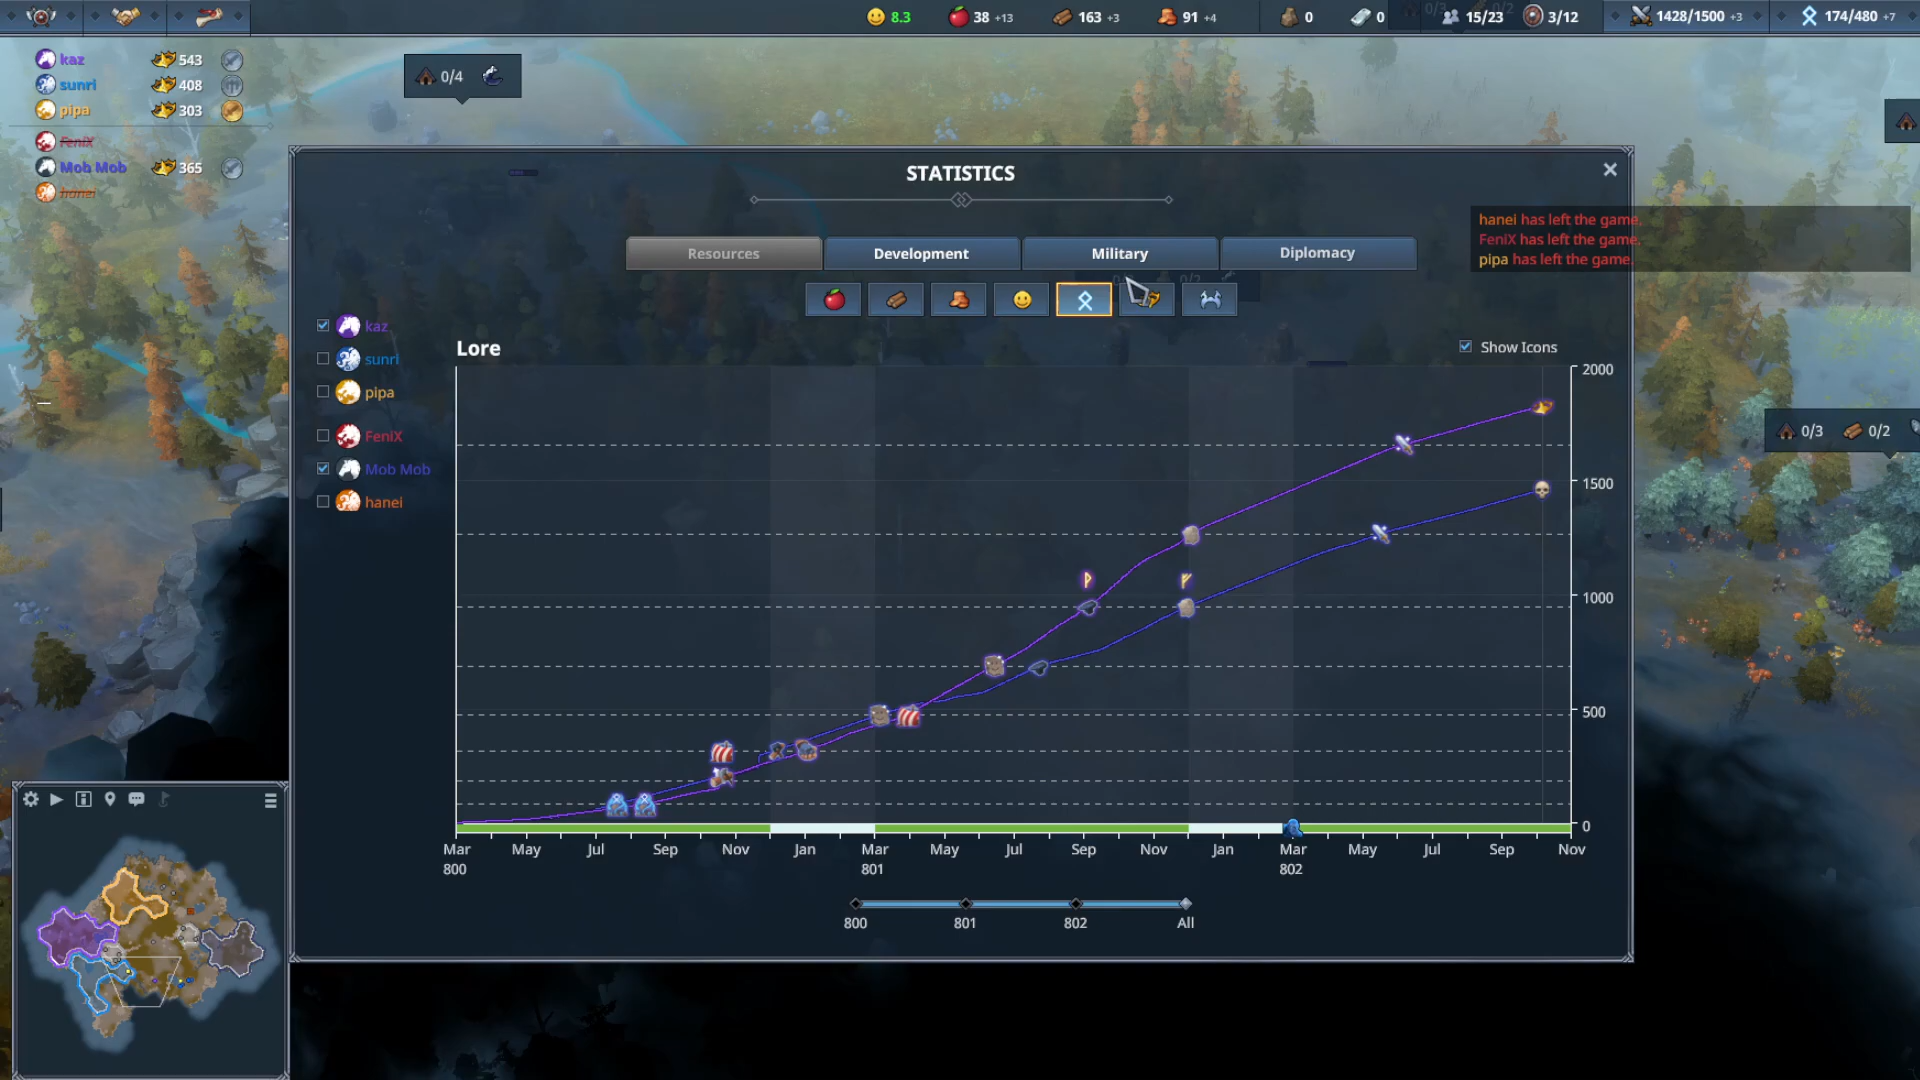 8.3
38 +13
163 +3
91 +4
0
0
15/23
3/12
1428/1500 +3
174/480 +7
kaz 543
sunrl 408
pipa 303
FeniX
Mob Mob 365
hanei
0/4
STATISTICS
Resources
Development
Military
Diplomacy
hanei has left the game.
FeniX has left the game.
pipa has left the game.
kaz
sunrl
pipa
FeniX
Mob Mob
hanei
Lore
Show Icons
2000
1500
1000
500
0
0/3
0/2
Mar May Jul Sep Nov Jan Mar May Jul Sep Nov Jan Mar May Jul Sep Nov
800 801 802
800 801 802 All